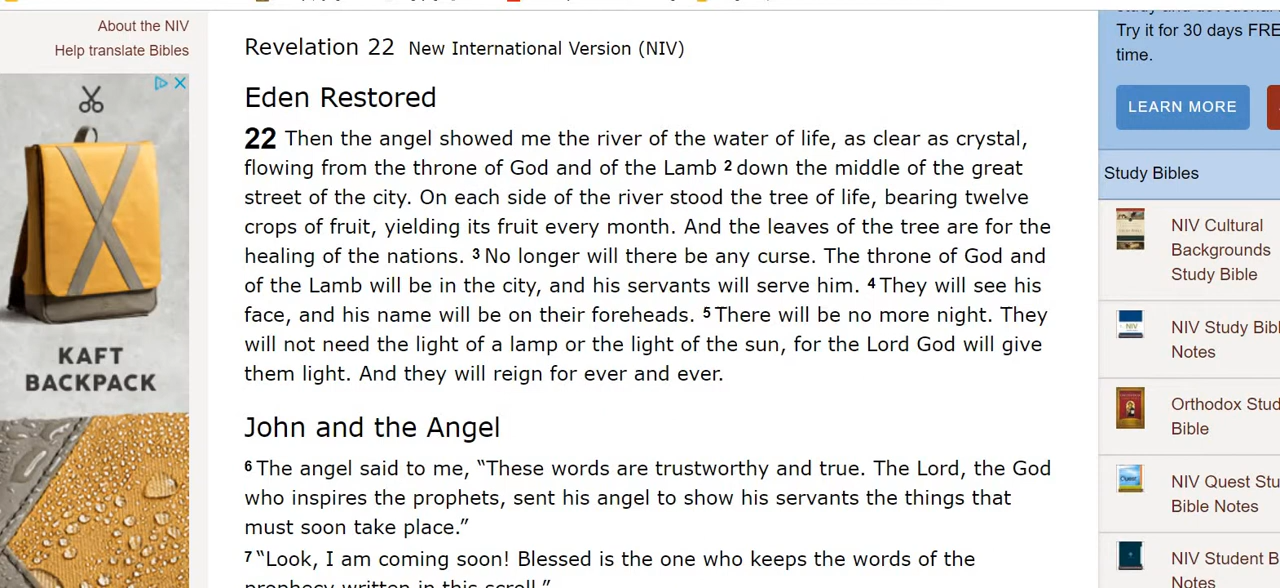 About the NIV
Help translate Bibles
KAFT
BACKPACK
Revelation 22 New International Version (NIV)
Eden Restored
22 Then the angel showed me the river of the water of life, as clear as crystal,
flowing from the throne of God and of the Lamb 2 down the middle of the great
street of the city. On each side of the river stood the tree of life, bearing twelve
crops of fruit, yielding its fruit every month. And the leaves of the tree are for the
healing of the nations. 3 No longer will there be any curse. The throne of God and
of the Lamb will be in the city, and his servants will serve him. 4 They will see his
face, and his name will be on their foreheads. 5 There will be no more night. They
will not need the light of a lamp or the light of the sun, for the Lord God will give
them light. And they will reign for ever and ever.
John and the Angel
6 The angel said to me, “These words are trustworthy and true. The Lord, the God
who inspires the prophets, sent his angel to show his servants the things that
must soon take place.”
7 “Look, I am coming soon! Blessed is the one who keeps the words of the
prophecy written in this scroll.”
Try it for 30 days FRE
time.
LEARN MORE
Study Bibles
NIV Cultural
Backgrounds
Study Bible
NIV Study Bibl
Notes
Orthodox Stud
Bible
NIV Quest Stu
Bible Notes
NIV Student B
Notes